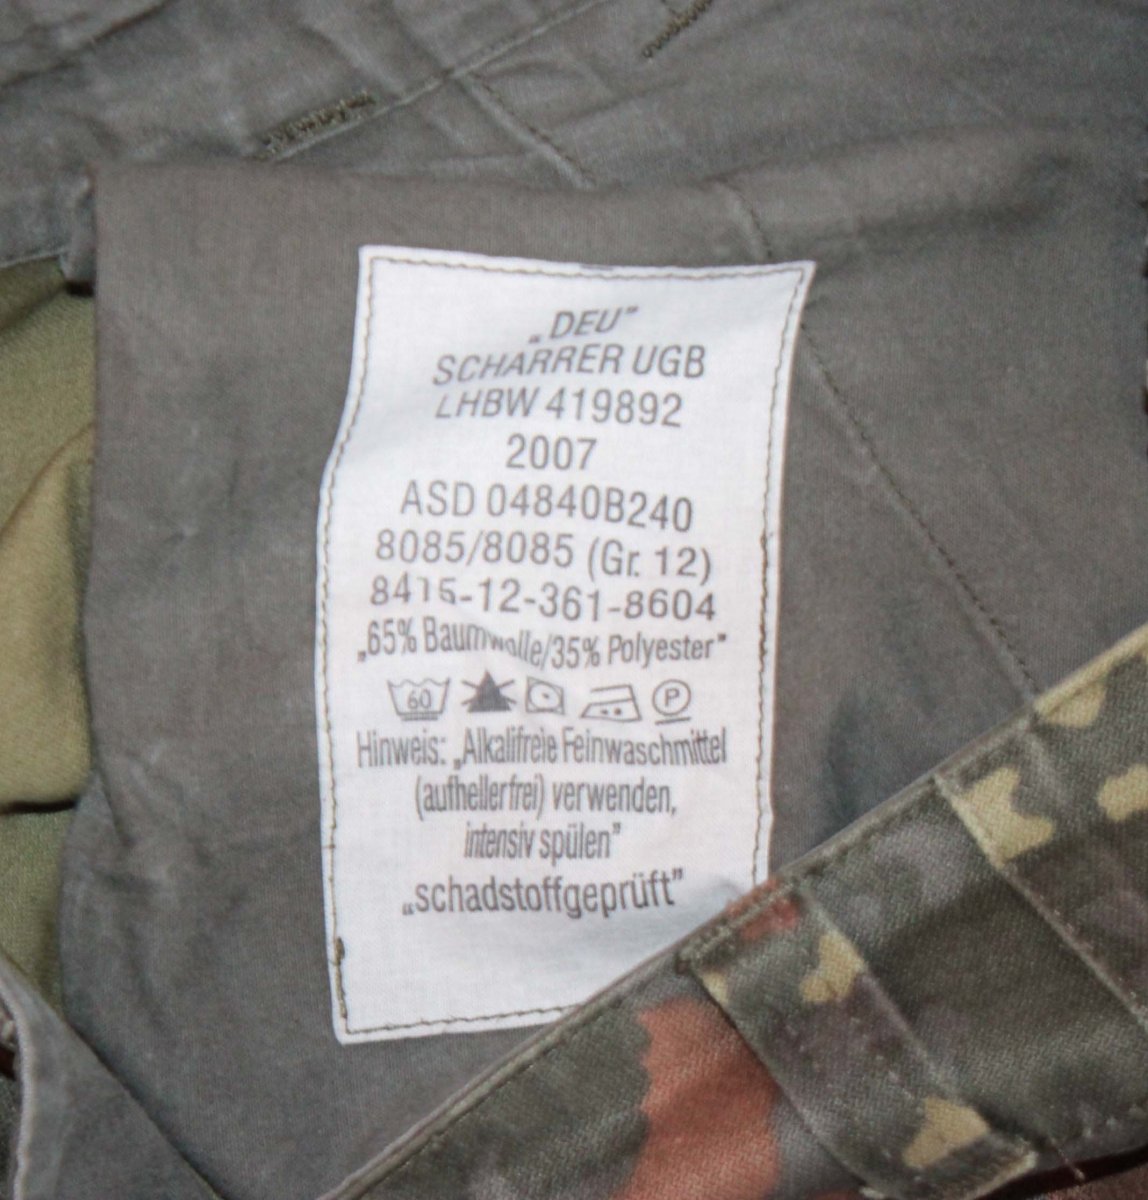 „DEU”
SCHARRER UGB
LHBW 419892
2007
ASD 04840B240
8085/8085 (Gr. 12)
8415-12-361-8604
„65% Baumwolle/35% Polyester”
60 P
Hinweis: „Alkalifreie Feinwaschmittel
(aufhellerfrei) verwenden,
intensiv spülen”
„schadstoffgeprüft”